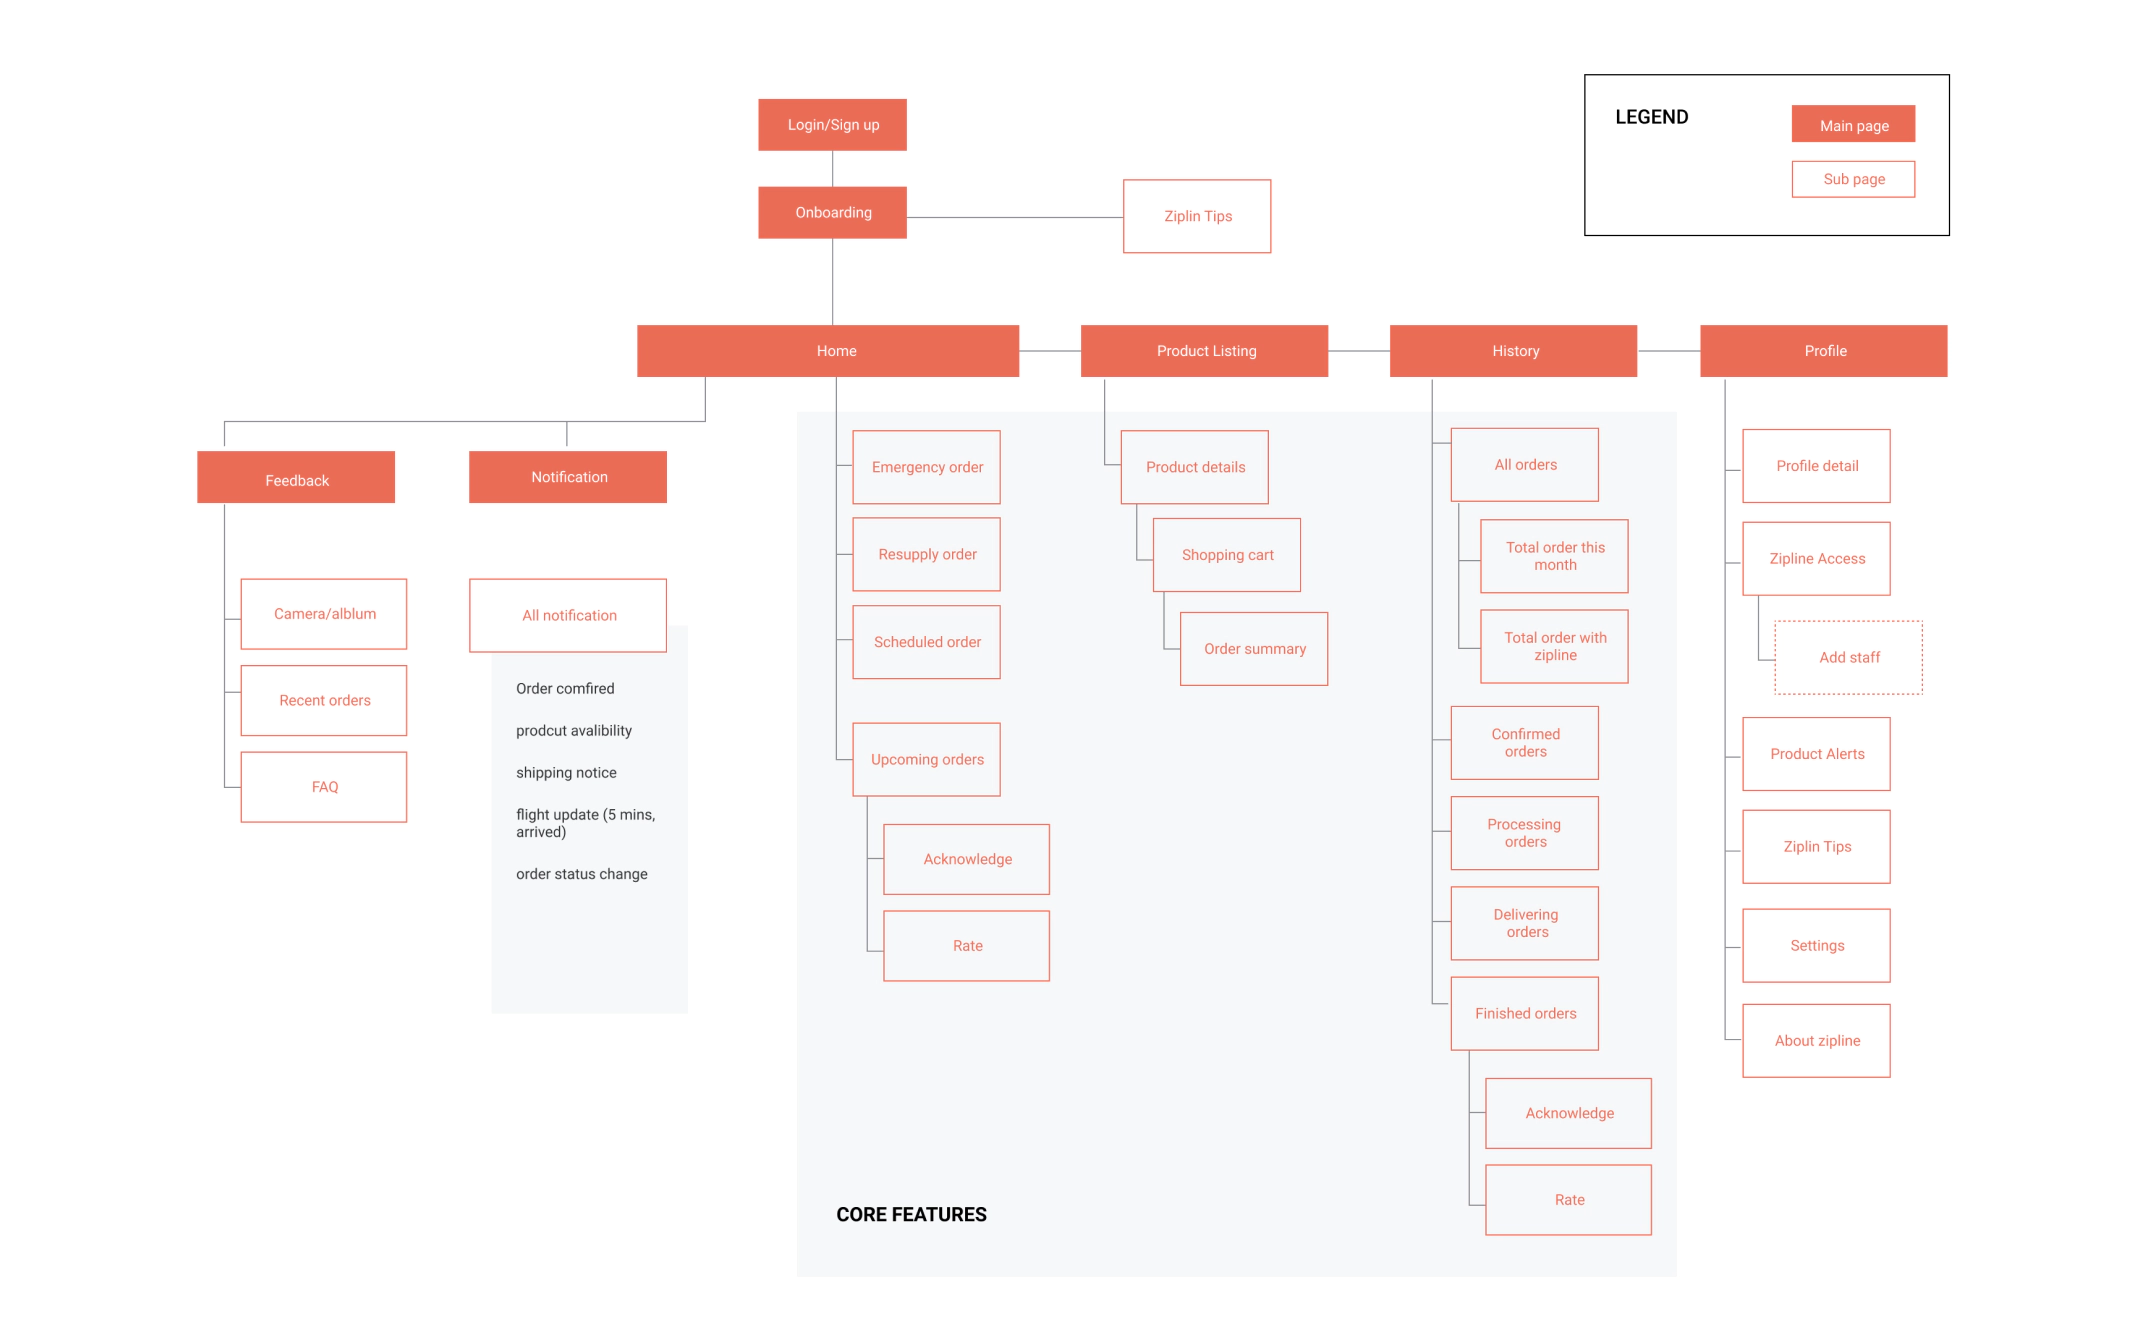 LEGEND
Main page
Sub page
Login/Sign up
Onboarding
Ziplin Tips
Home
Product Listing
History
Profile
Feedback
Camera/alblum
Recent orders
FAQ
Notification
All notification
Order comfired
prodcut avalibility
shipping notice
flight update (5 mins,
arrived)
order status change
Emergency order
Resupply order
Scheduled order
Upcoming orders
Acknowledge
Rate
Product details
Shopping cart
Order summary
All orders
Total order this
month
Total order with
zipline
Confirmed
orders
Processing
orders
Delivering
orders
Finished orders
Acknowledge
Rate
Profile detail
Zipline Access
Add staff
Product Alerts
Ziplin Tips
Settings
About zipline
CORE FEATURES